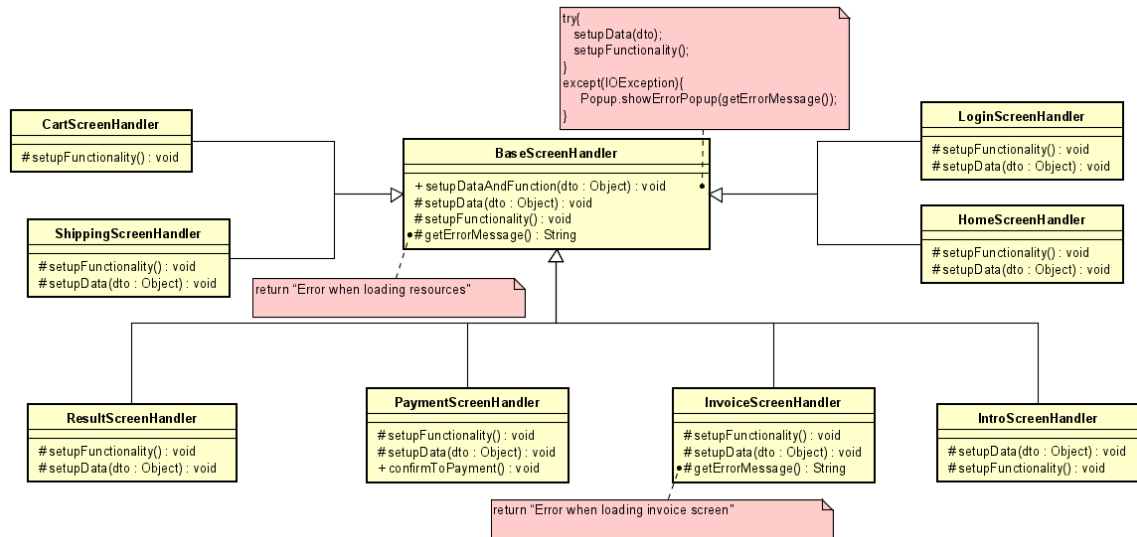 try{
setupData(dto);
setupFunctionality();
}
except(IOException){
Popup.showErrorPopup(getErrorMessage());
}
CartScreenHandler
# setupFunctionality() : void
LoginScreenHandler
# setupFunctionality() : void
# setupData(dto : Object) : void
BaseScreenHandler
+ setupDataAndFunction(dto : Object) : void
# setupData(dto : Object) : void
# setupFunctionality() : void
# getErrorMessage() : String
ShippingScreenHandler
# setupFunctionality() : void
# setupData(dto : Object) : void
HomeScreenHandler
# setupFunctionality() : void
# setupData(dto : Object) : void
return "Error when loading resources"
ResultScreenHandler
# setupFunctionality() : void
# setupData(dto : Object) : void
PaymentScreenHandler
# setupFunctionality() : void
# setupData(dto : Object) : void
+ confirmToPayment() : void
InvoiceScreenHandler
# setupFunctionality() : void
# setupData(dto : Object) : void
# getErrorMessage() : String
IntroScreenHandler
# setupData(dto : Object) : void
# setupFunctionality() : void
return "Error when loading invoice screen"